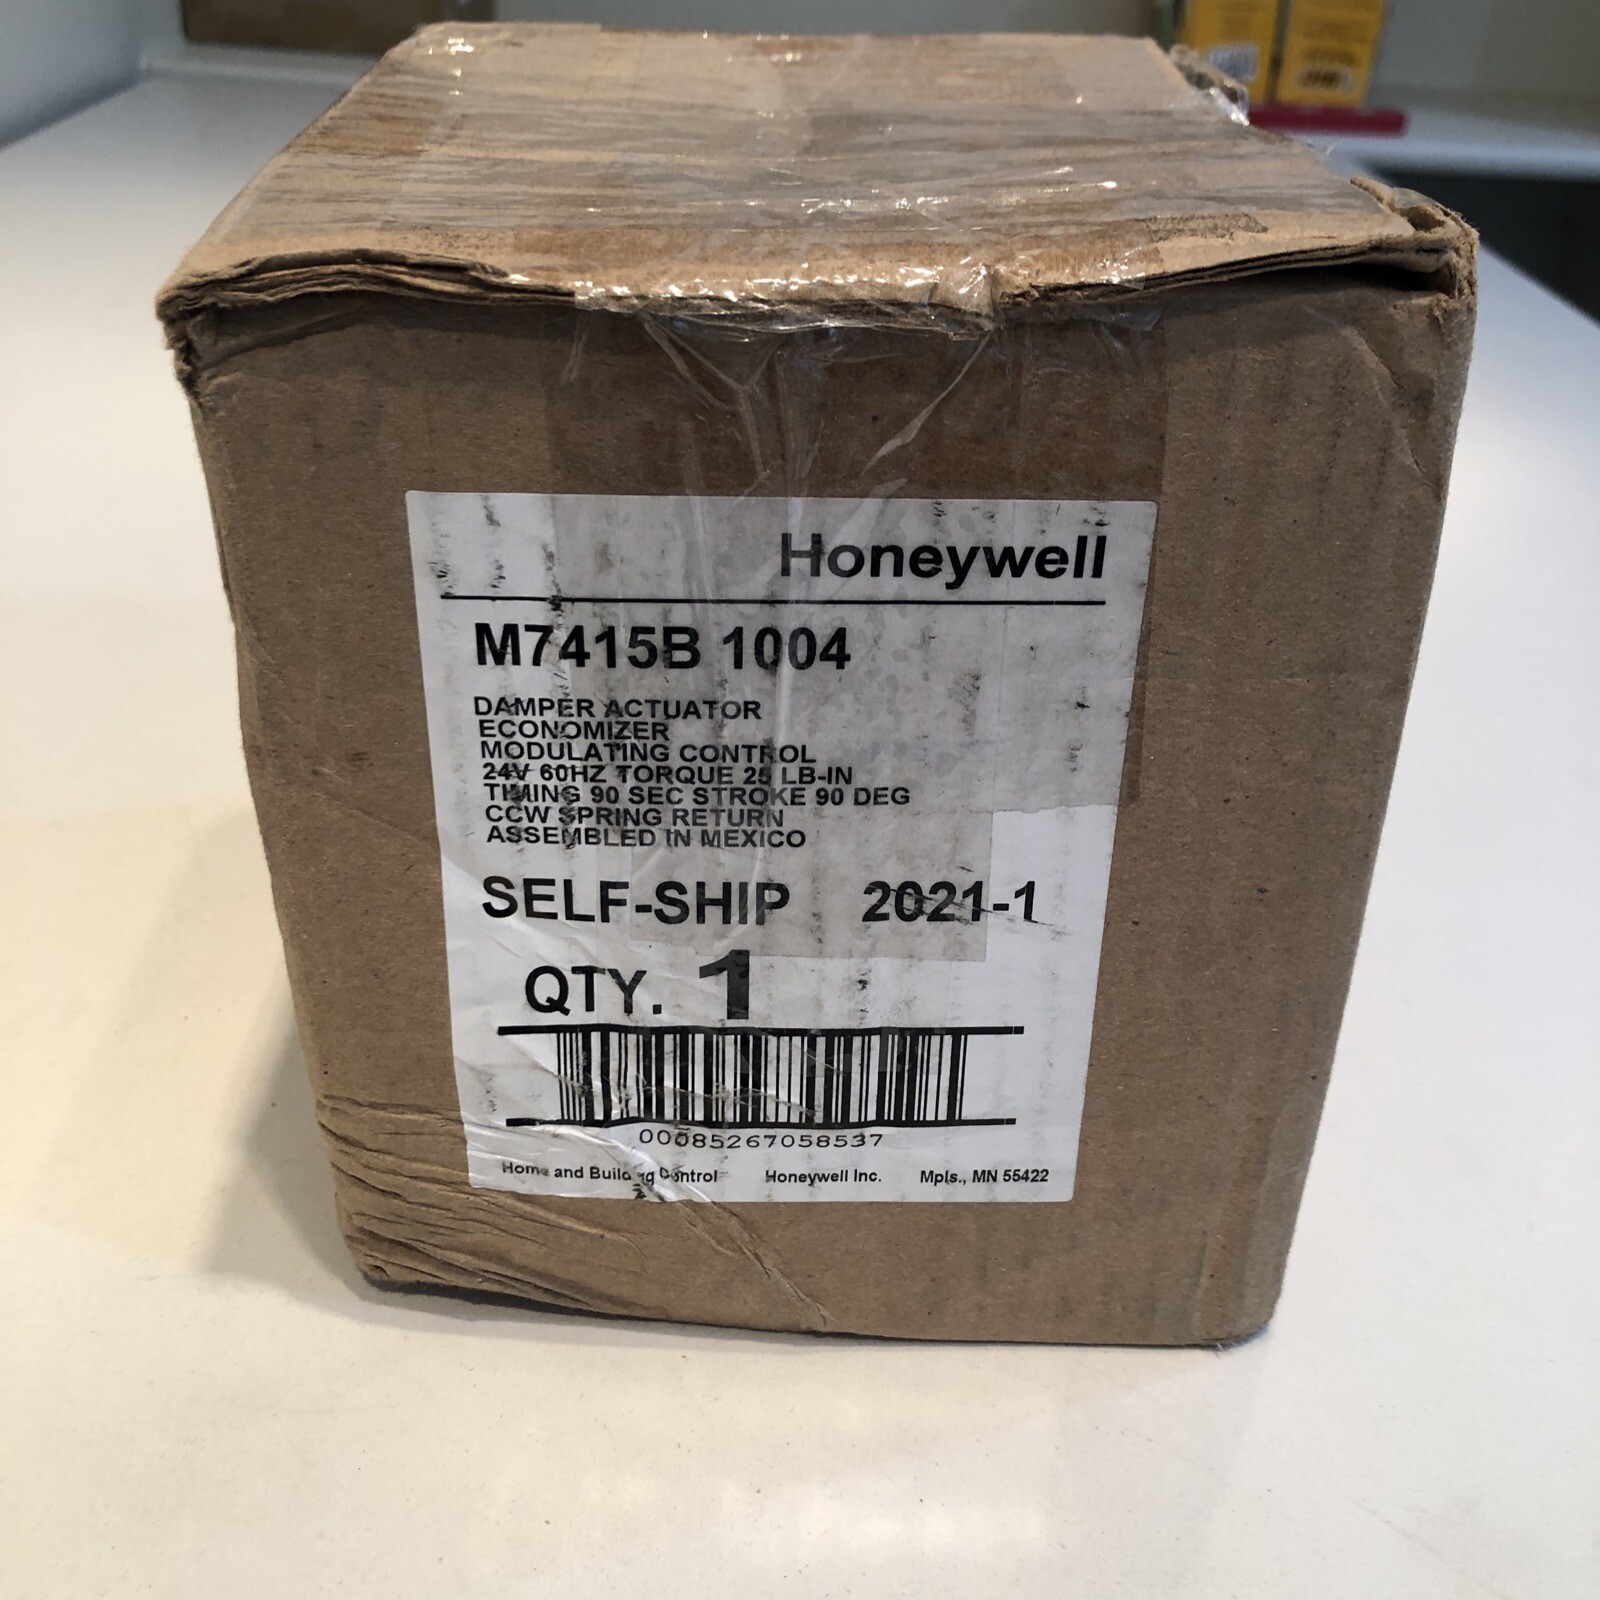 Honeywell
M7415B 1004
DAMPER ACTUATOR
ECONOMIZER
MODULATING CONTROL
24V 60HZ TORQUE 25 LB-IN
TIMING 90 SEC STROKE 90 DEG
CCW SPRING RETURN
ASSEMBLED IN MEXICO
SELF-SHIP 2021-1
QTY. 1
00085267058537
Home and Building Control Honeywell Inc. Mpls., MN 55422